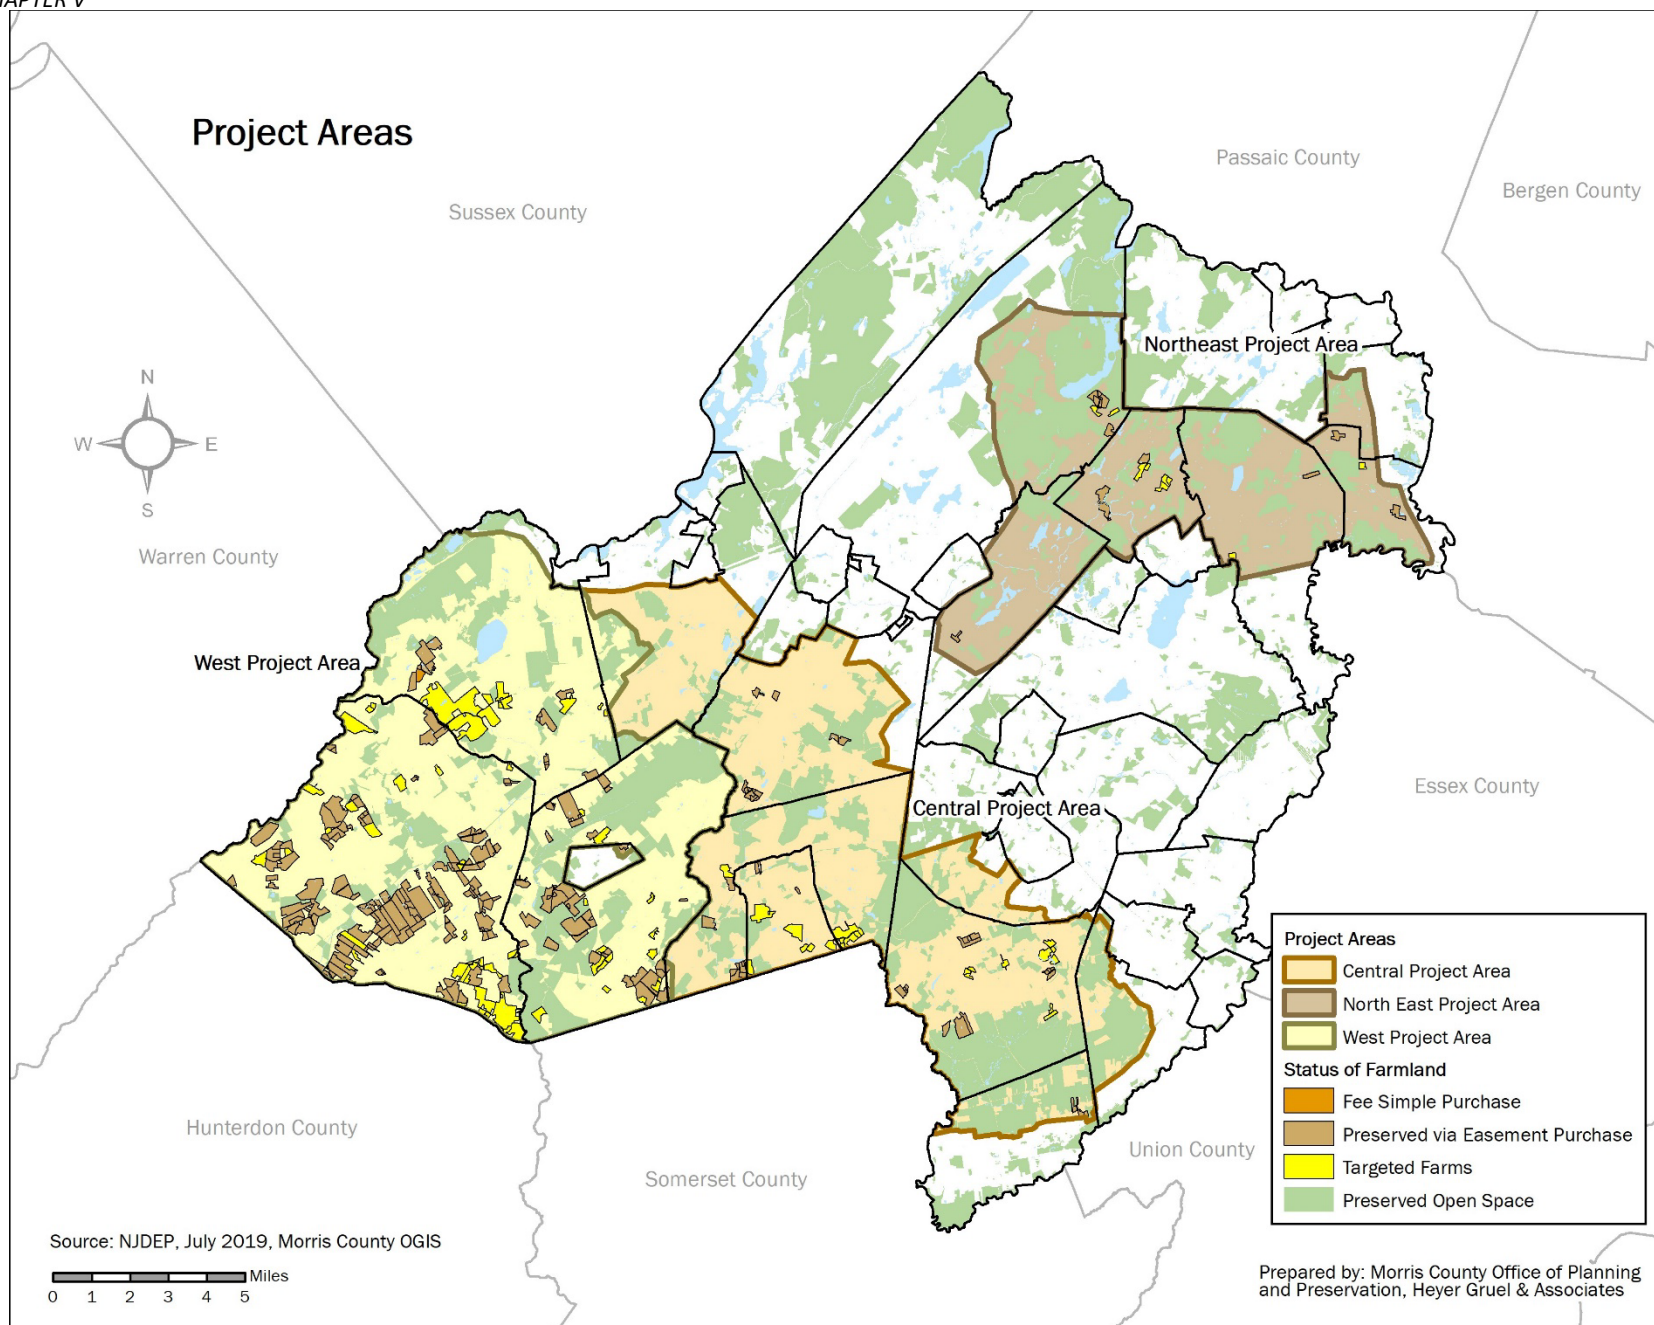 Project Areas
Passaic County
Bergen County
Sussex County
Northeast Project Area
N
W
E
S
Warren County
West Project Area
Essex County
Central Project Area
Project Areas
Central Project Area
North East Project Area
West Project Area
Status of Farmland
Fee Simple Purchase
Preserved via Easement Purchase
Targeted Farms
Preserved Open Space
Hunterdon County
Union County
Somerset County
Source: NJDEP, July 2019, Morris County OGIS
Miles
0 1 2 3 4 5
Prepared by: Morris County Office of Planning
and Preservation, Heyer Gruel & Associates